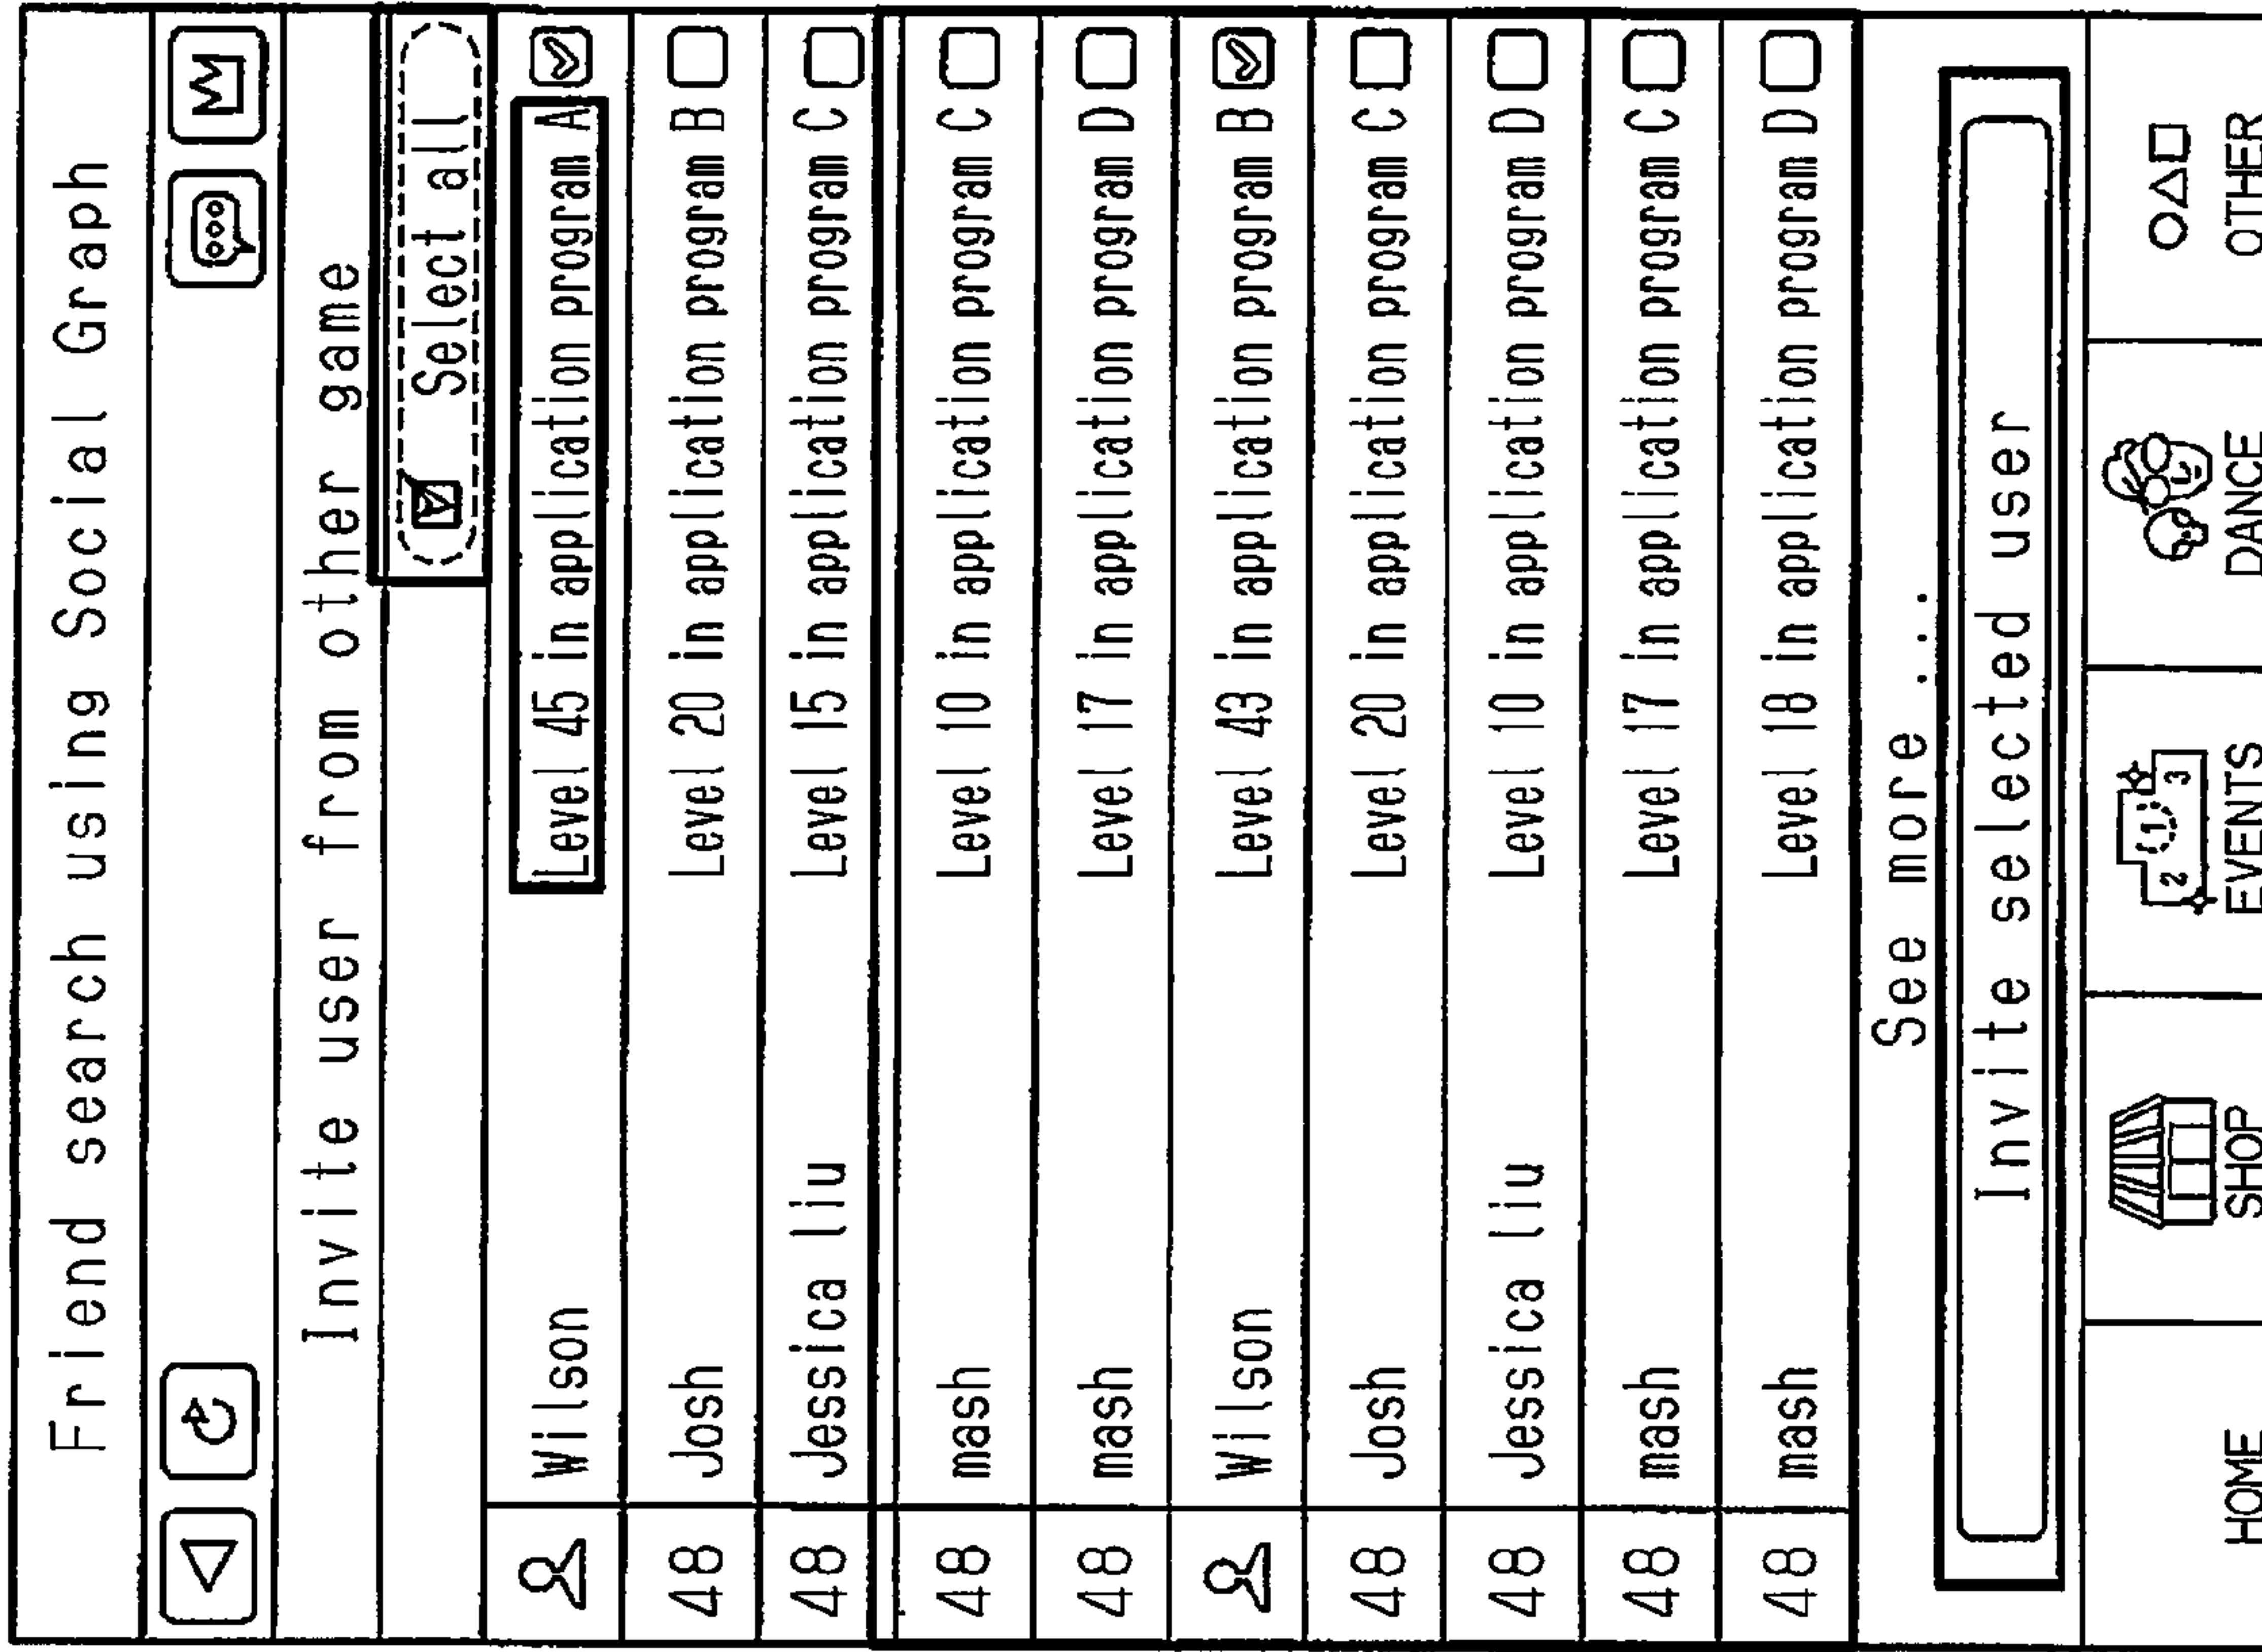 Friend search using Social Graph
Invite user from other game
Select all
Wilson Level 45 in application program A
48 Josh Level 20 in application program B
48 Jessica liu Level 15 in application program C
48 mash Level 10 in application program C
48 mash Level 17 in application program D
Wilson Level 43 in application program B
48 Josh Level 20 in application program C
48 Jessica liu Level 10 in application program D
48 mash Level 17 in application program C
48 mash Level 18 in application program D
See more ....
Invite selected user
2 1 3
HOME SHOP EVENTS DANCE OTHER